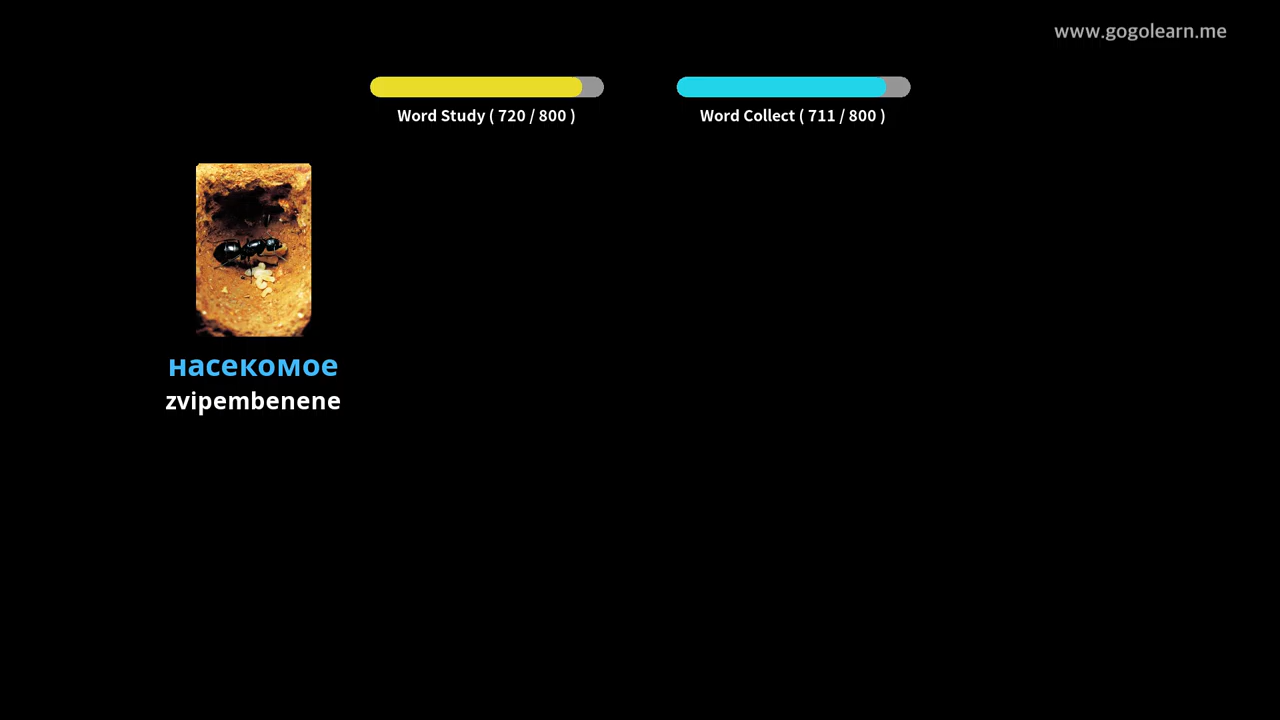 www.gogolearn.me
Word Study ( 720 / 800 )
Word Collect ( 711 / 800 )
насекомое
zvipembenene